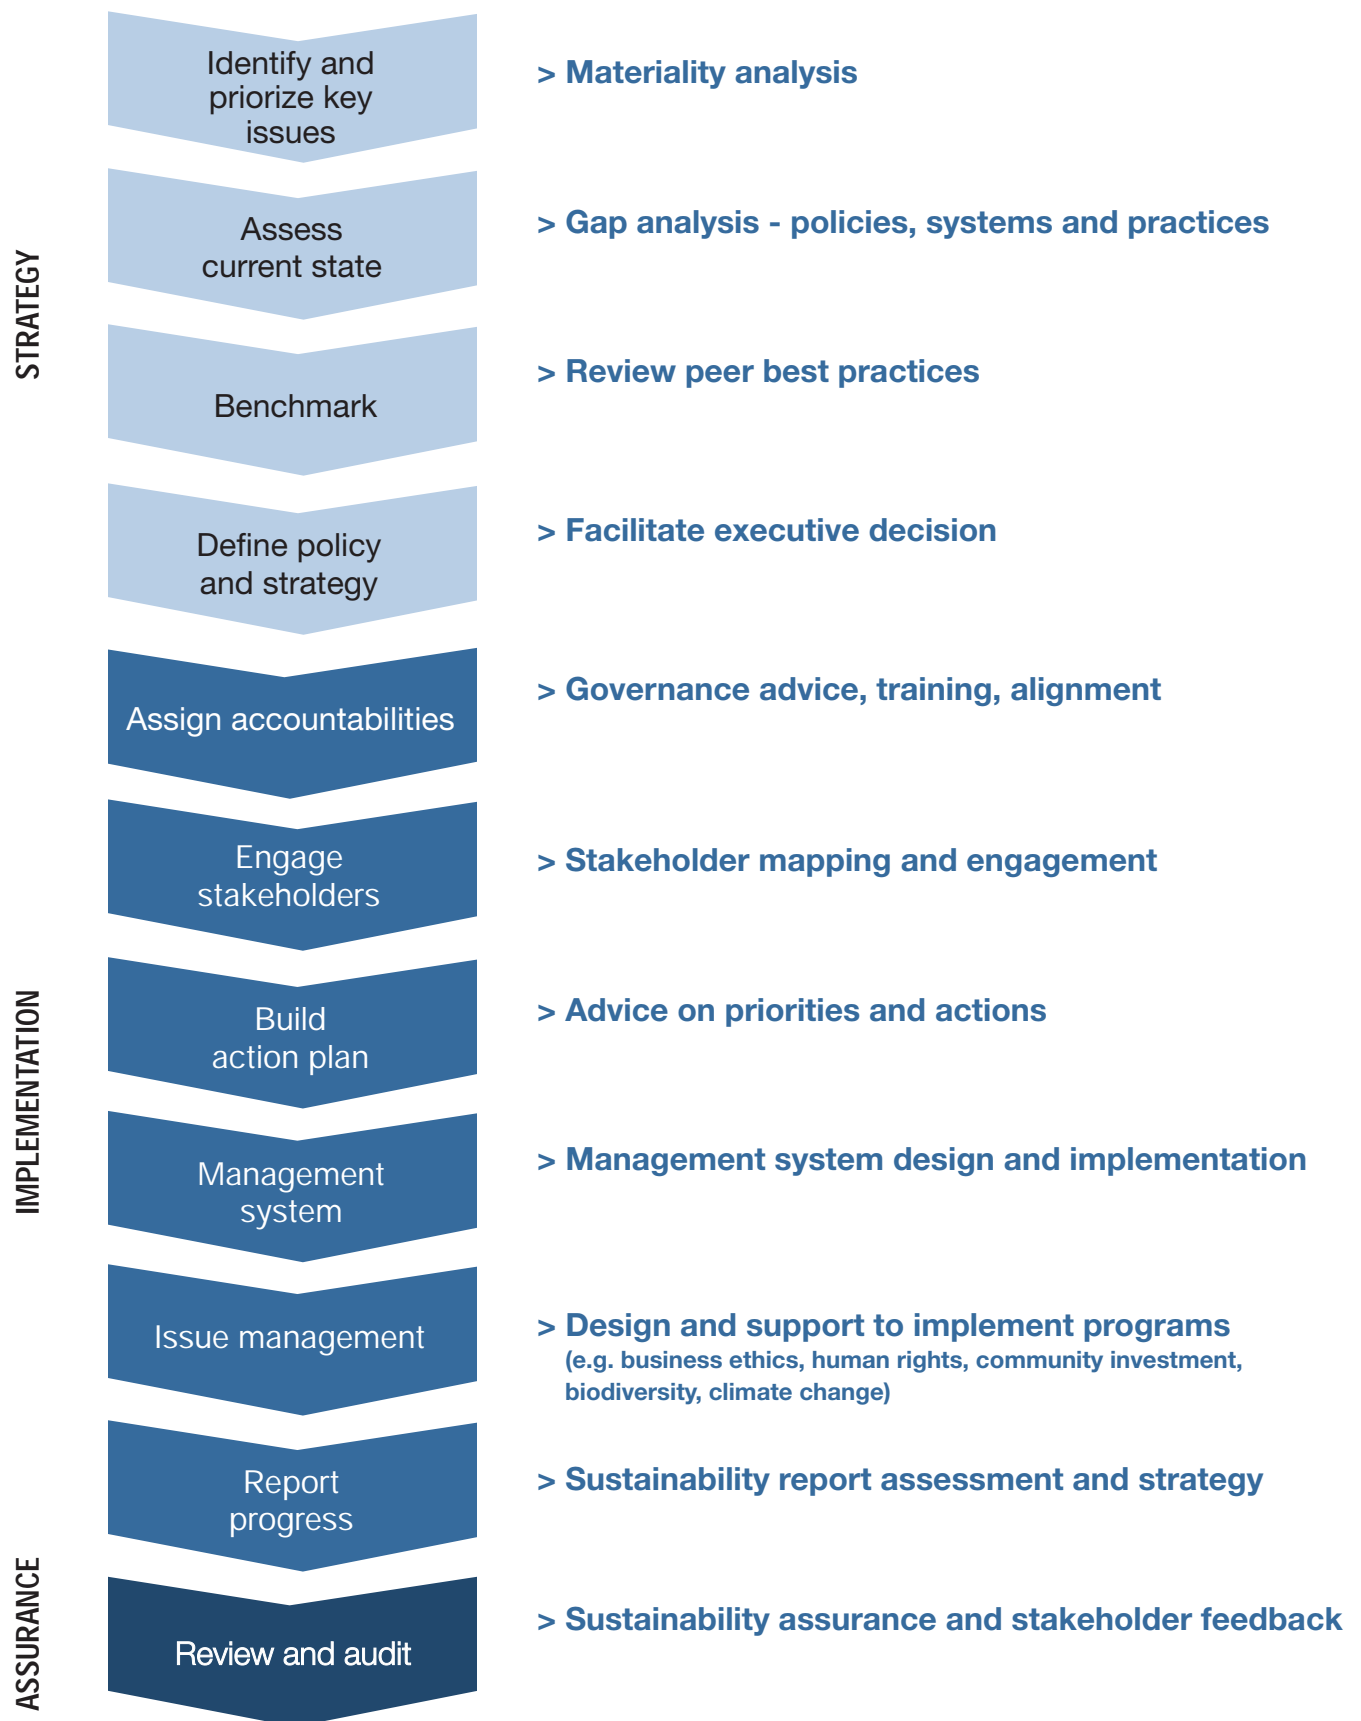 STRATEGY
Identify and
priorize key
issues
> Materiality analysis
Assess
current state
> Gap analysis - policies, systems and practices
Benchmark
> Review peer best practices
Define policy
and strategy
> Facilitate executive decision
IMPLEMENTATION
Assign accountabilities
> Governance advice, training, alignment
Engage
stakeholders
> Stakeholder mapping and engagement
Build
action plan
> Advice on priorities and actions
Management
system
> Management system design and implementation
Issue management
> Design and support to implement programs
(e.g. business ethics, human rights, community investment,
biodiversity, climate change)
Report
progress
> Sustainability report assessment and strategy
ASSURANCE
Review and audit
> Sustainability assurance and stakeholder feedback